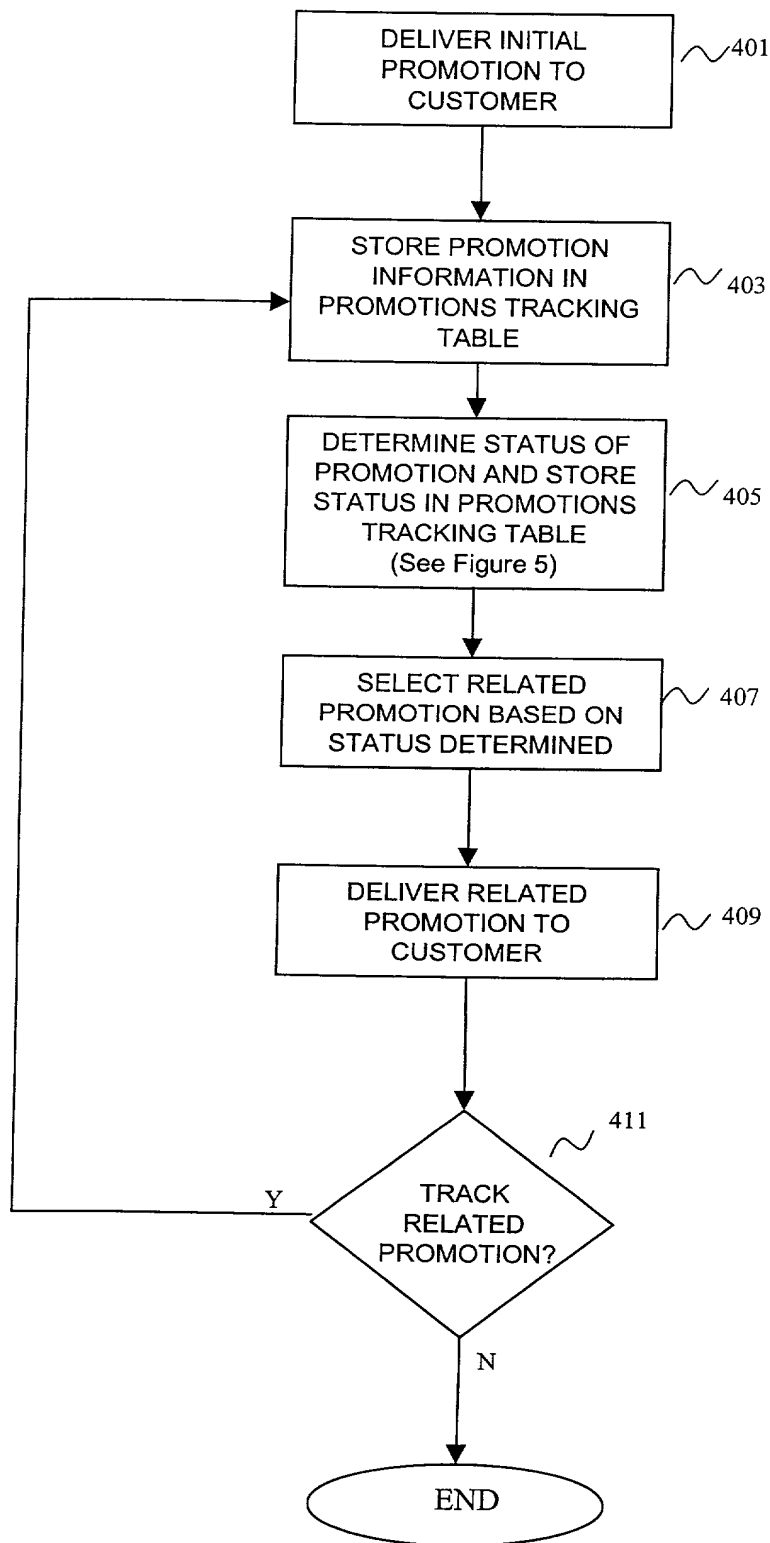 DELIVER INITIAL
PROMOTION TO
CUSTOMER
401
STORE PROMOTION
INFORMATION IN
PROMOTIONS TRACKING
TABLE
403
DETERMINE STATUS OF
PROMOTION AND STORE
STATUS IN PROMOTIONS
TRACKING TABLE
(See Figure 5)
405
SELECT RELATED
PROMOTION BASED ON
STATUS DETERMINED
407
DELIVER RELATED
PROMOTION TO
CUSTOMER
409
411
TRACK
RELATED
PROMOTION?
Y
N
END